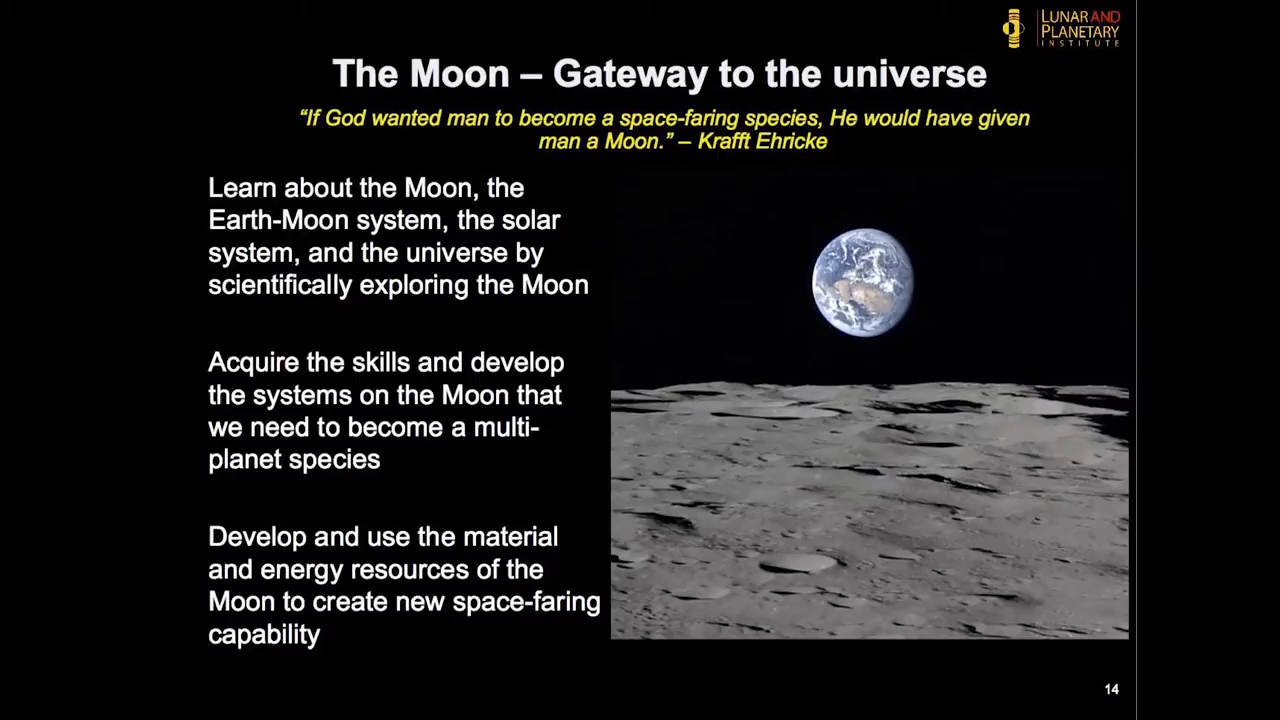 LUNAR AND
PLANETARY
INSTITUTE
The Moon – Gateway to the universe
“If God wanted man to become a space-faring species, He would have given
man a Moon.” – Krafft Ehricke
Learn about the Moon, the
Earth-Moon system, the solar
system, and the universe by
scientifically exploring the Moon
Acquire the skills and develop
the systems on the Moon that
we need to become a multi-
planet species
Develop and use the material
and energy resources of the
Moon to create new space-faring
capability
14